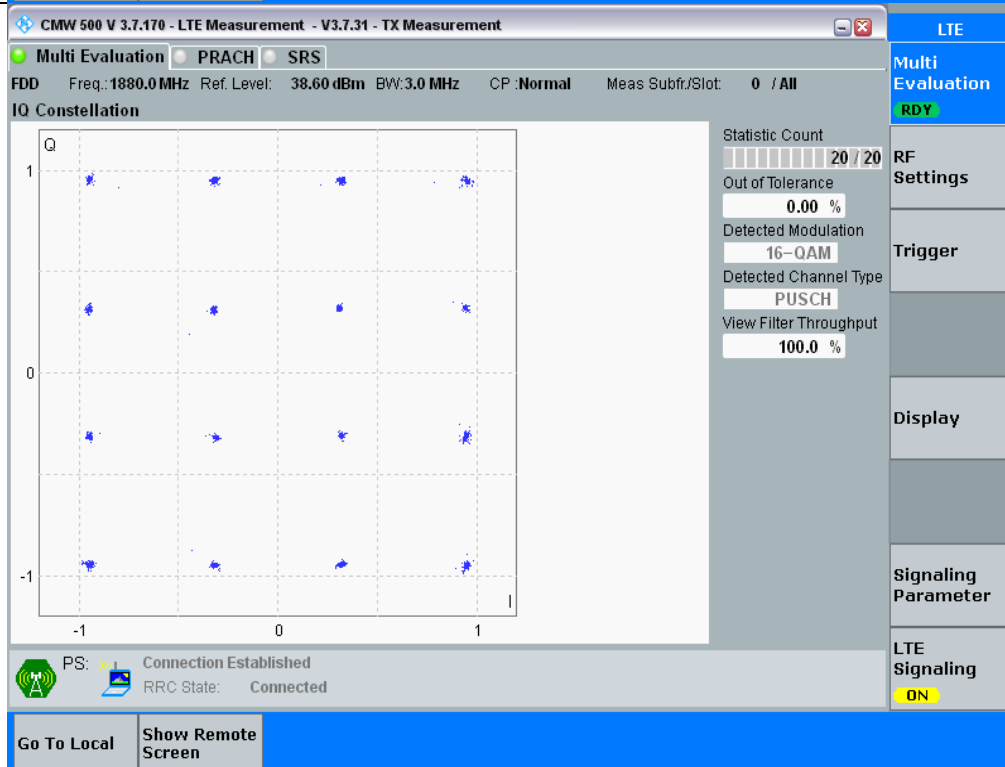 CMW 500 V 3.7.170 - LTE Measurement - V3.7.31 - TX Measurement
LTE
Multi Evaluation PRACH SRS
FDD Freq.:1880.0 MHz Ref. Level: 38.60 dBm BW:3.0 MHz CP :Normal Meas Subfr./Slot: 0 / All
IQ Constellation
Q
1
0
-1
-1 0 1
I
Statistic Count
20 / 20
Out of Tolerance
0.00 %
Detected Modulation
16-QAM
Detected Channel Type
PUSCH
View Filter Throughput
100.0 %
Multi
Evaluation
RDY
RF
Settings
Trigger
Display
Signaling
Parameter
LTE
Signaling
ON
PS: Connection Established
RRC State: Connected
Go To Local
Show Remote
Screen